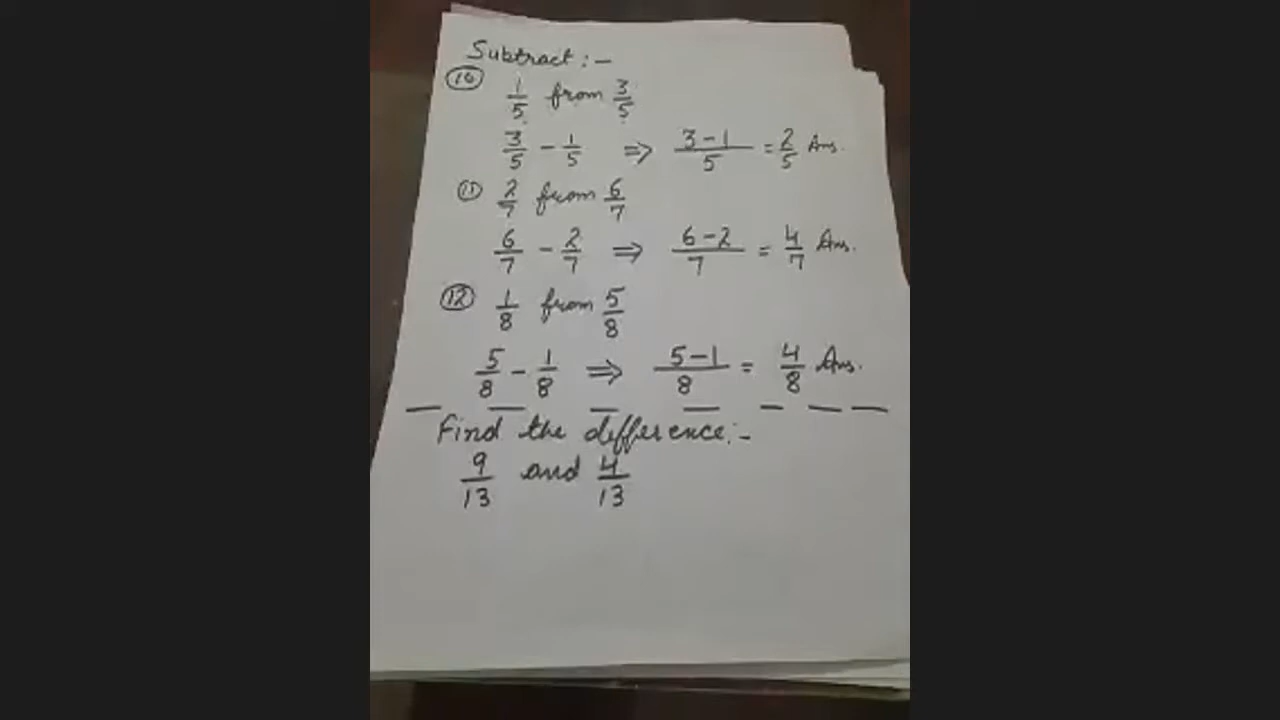 Subtract :-
(10) 1/5 from 3/5
3/5 - 1/5 ⇒ 3-1/5 = 2/5 Ans.
(11) 2/7 from 6/7
6/7 - 2/7 ⇒ 6-2/7 = 4/7 Ans.
(12) 1/8 from 5/8
5/8 - 1/8 ⇒ 5-1/8 = 4/8 Ans.
Find the difference:-
9/13 and 4/13